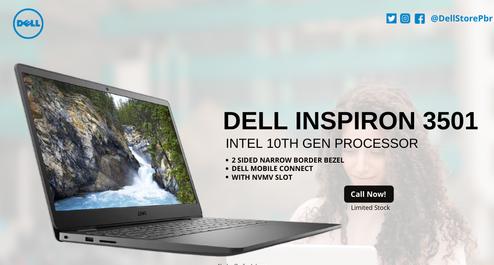 DELL
@DellStorePbr
DELL INSPIRON 3501
INTEL 10TH GEN PROCESSOR
• 2 SIDED NARROW BORDER BEZEL
• DELL MOBILE CONNECT
• WITH NVMV SLOT
Call Now!
Limited Stock
DELL